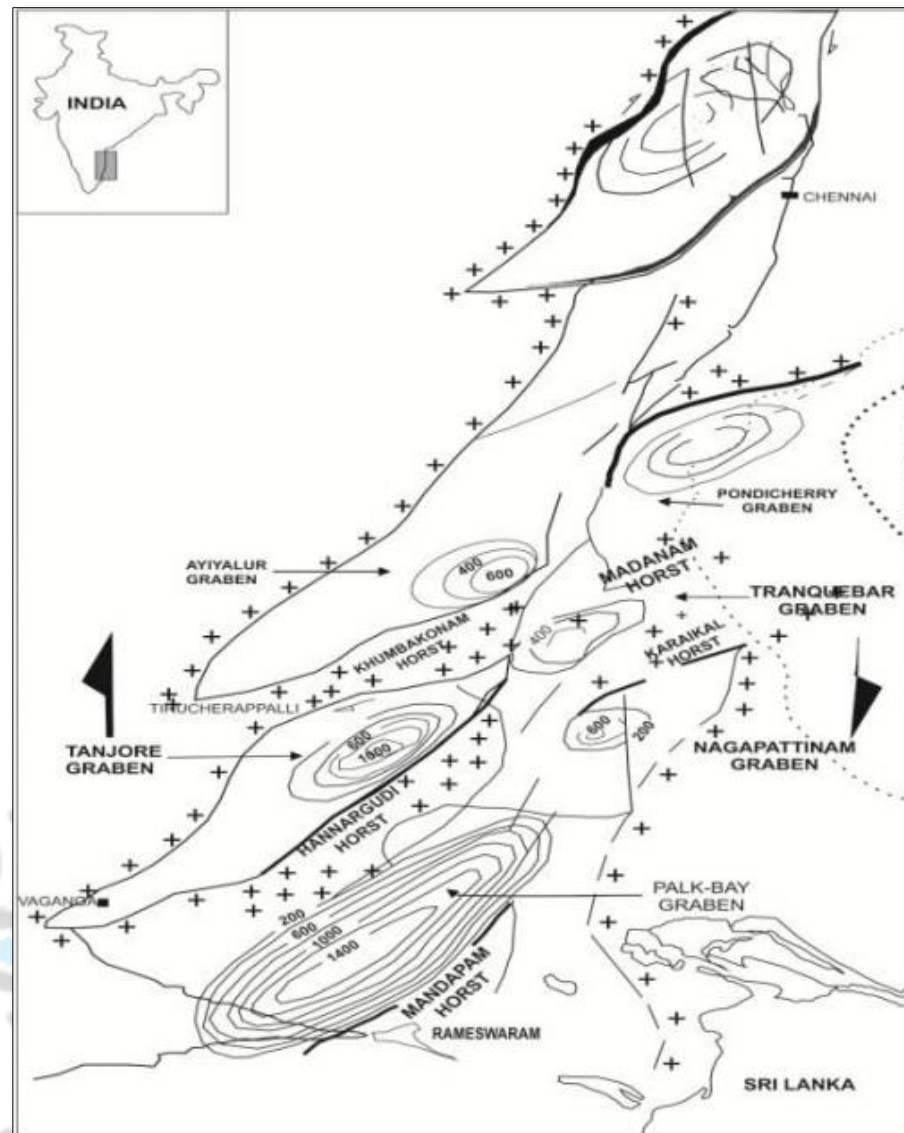 INDIA
CHENNAI
PONDICHERRY
GRABEN
AYIYALUR
GRABEN
400
600
MADANAM
HORST
TRANQUEBAR
GRABEN
KHUMBAKONAM
HORST
400
KARAIKAL
HORST
TIRUCHERAPPALLI
TANJORE
GRABEN
600
1000
600
200
NAGAPATTINAM
GRABEN
HANNARGUDI
HORST
VAGANGA
PALK-BAY
GRABEN
200
600
1000
1400
MANDAPAM
HORST
RAMESWARAM
SRI LANKA